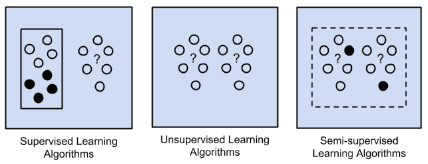 ?
? ?
? ?
Supervised Learning
Algorithms
Unsupervised Learning
Algorithms
Semi-supervised
Learning Algorithms